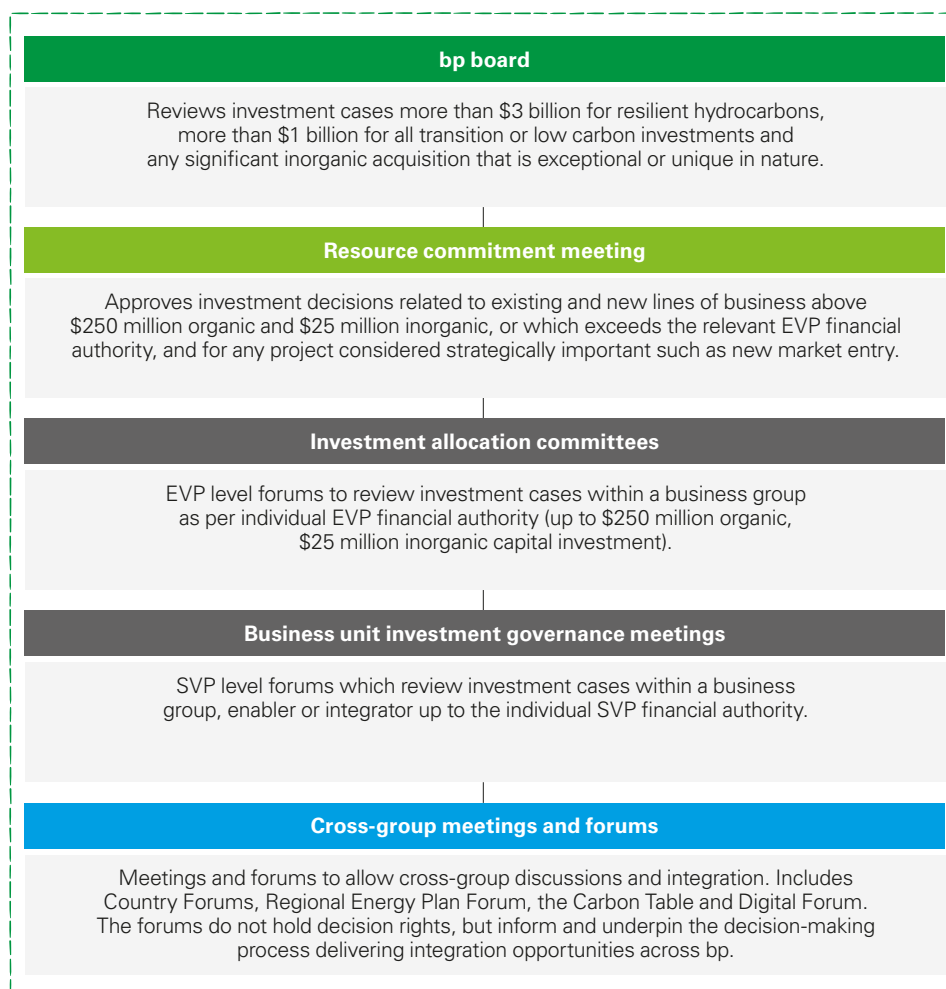 bp board
Reviews investment cases more than $3 billion for resilient hydrocarbons,
more than $1 billion for all transition or low carbon investments and
any significant inorganic acquisition that is exceptional or unique in nature.
Resource commitment meeting
Approves investment decisions related to existing and new lines of business above
$250 million organic and $25 million inorganic, or which exceeds the relevant EVP financial
authority, and for any project considered strategically important such as new market entry.
Investment allocation committees
EVP level forums to review investment cases within a business group
as per individual EVP financial authority (up to $250 million organic,
$25 million inorganic capital investment).
Business unit investment governance meetings
SVP level forums which review investment cases within a business
group, enabler or integrator up to the individual SVP financial authority.
Cross-group meetings and forums
Meetings and forums to allow cross-group discussions and integration. Includes
Country Forums, Regional Energy Plan Forum, the Carbon Table and Digital Forum.
The forums do not hold decision rights, but inform and underpin the decision-making
process delivering integration opportunities across bp.